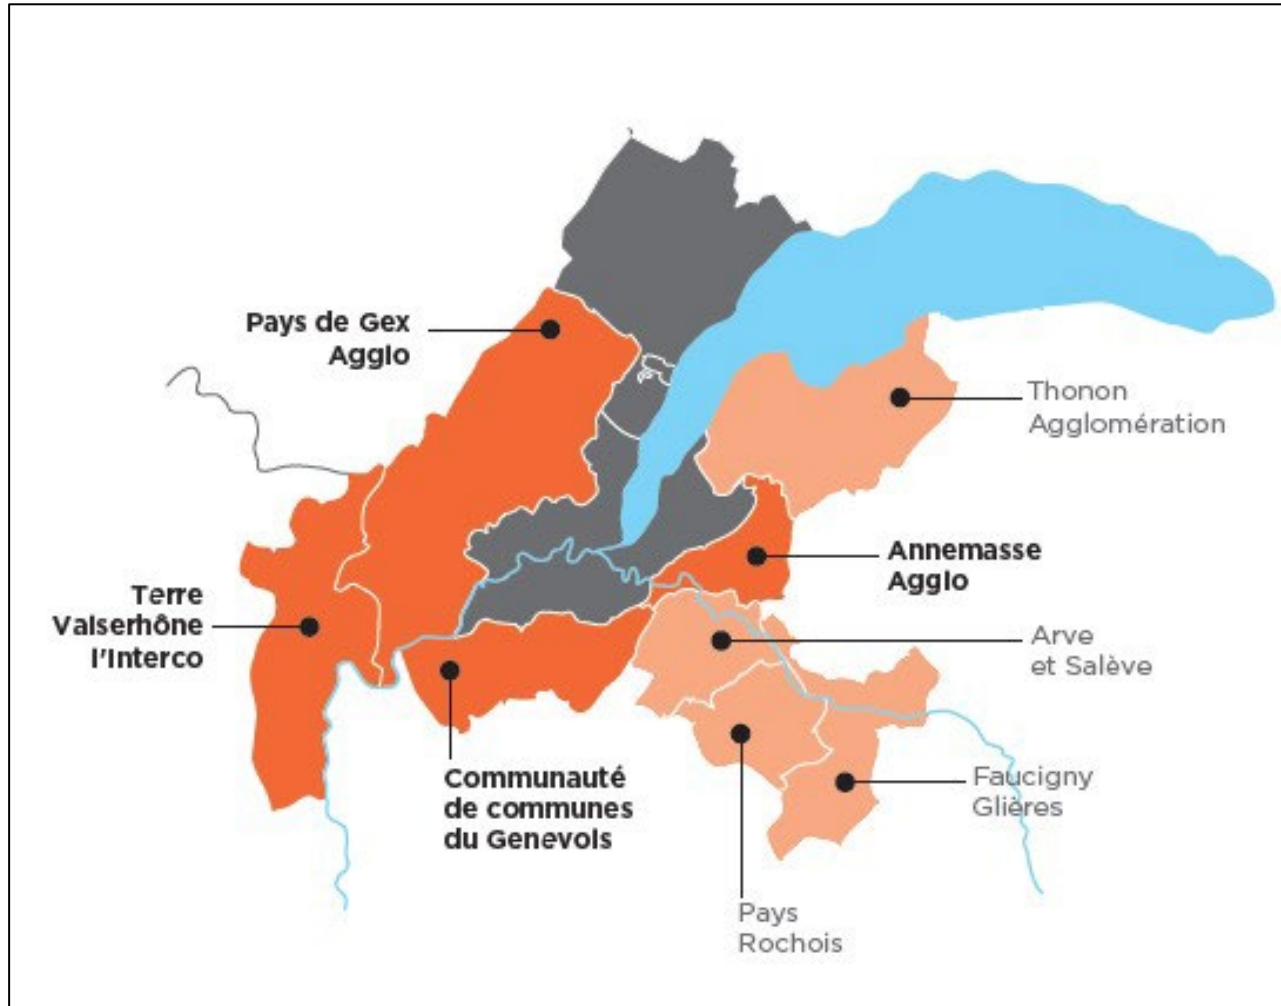 Pays de Gex
Agglo
Thonon
Agglomération
Annemasse
Agglo
Terre
Valserhône
l'Interco
Arve
et Salève
Communauté
de communes
du Genevois
Faucigny
Glières
Pays
Rochois